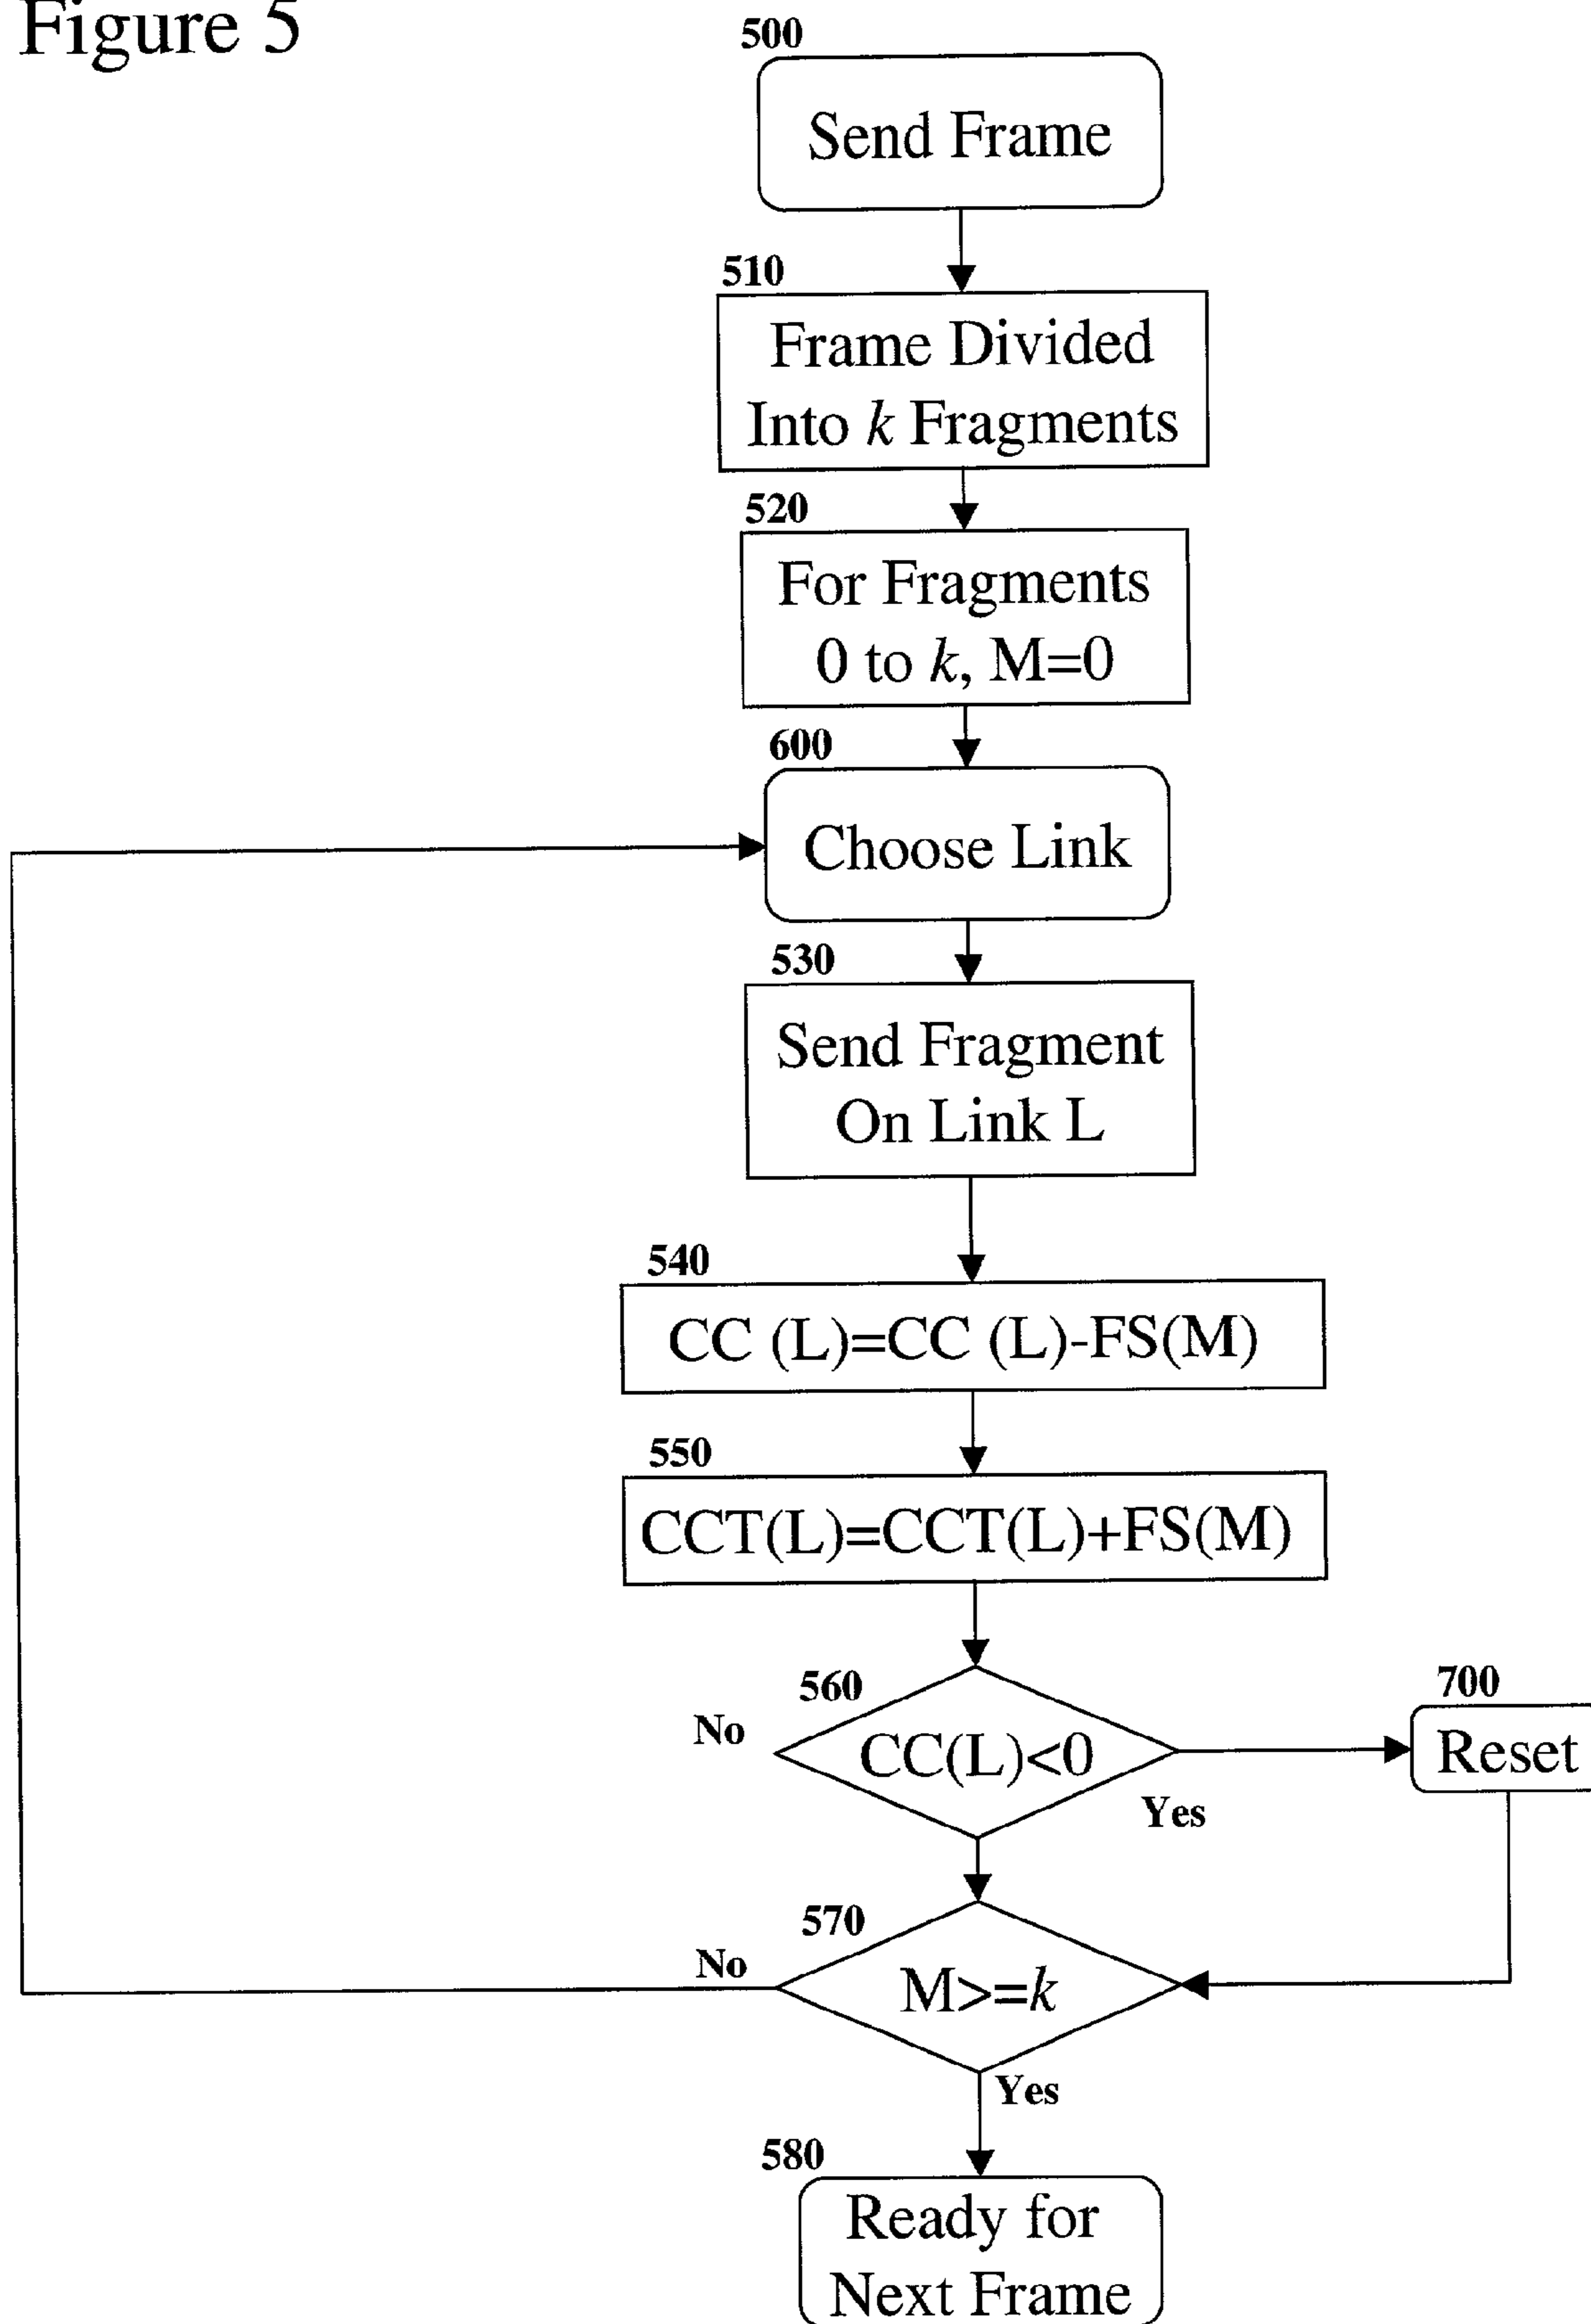 Figure 5
500
Send Frame
510
Frame Divided
Into k Fragments
520
For Fragments
0 to k, M=0
600
Choose Link
530
Send Fragment
On Link L
540
CC (L)=CC (L)-FS(M)
550
CCT(L)=CCT(L)+FS(M)
560
No
CC(L)<0
Yes
700
Reset
570
No
M>=k
Yes
580
Ready for
Next Frame